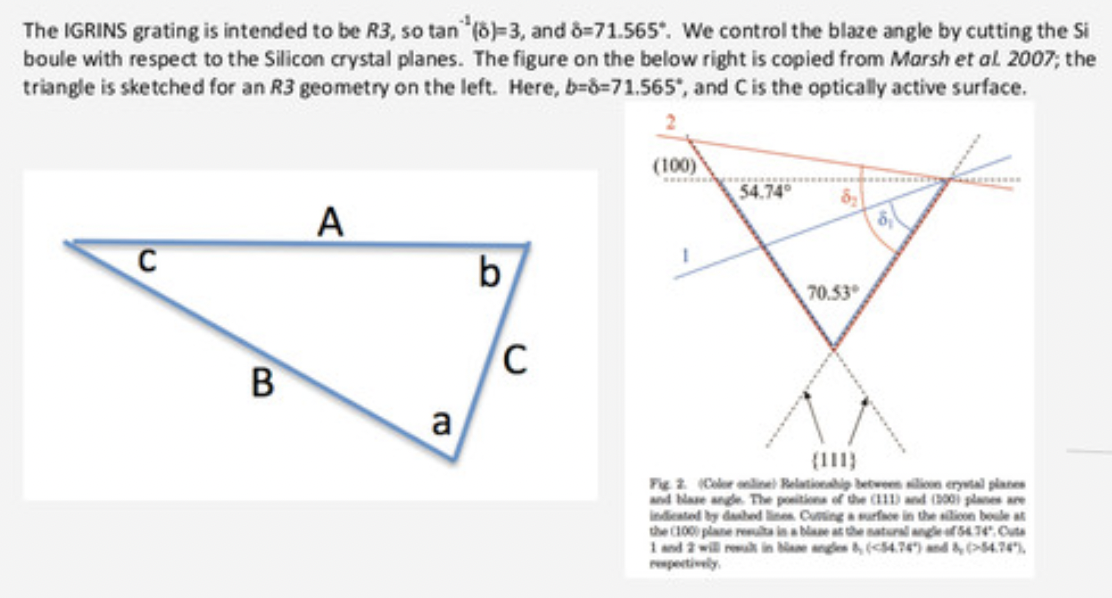 The IGRINS grating is intended to be R3, so tan⁻¹(δ)=3, and δ=71.565°. We control the blaze angle by cutting the Si
boule with respect to the Silicon crystal planes. The figure on the below right is copied from Marsh et al. 2007; the
triangle is sketched for an R3 geometry on the left. Here, b=δ=71.565°, and C is the optically active surface.
A
c
b
B
C
a
2
(100)
54.74°
δ₂
δ₁
1
70.53°
{111}
Fig. 2. (Color online) Relationship between silicon crystal planes
and blaze angle. The positions of the (111) and (100) planes are
indicated by dashed lines. Cutting a surface in the silicon boule at
the (100) plane results in a blaze at the natural angle of 54.74°. Cuts
1 and 2 will result in blaze angles δ₁ (<54.74°) and δ₂ (>54.74°),
respectively.